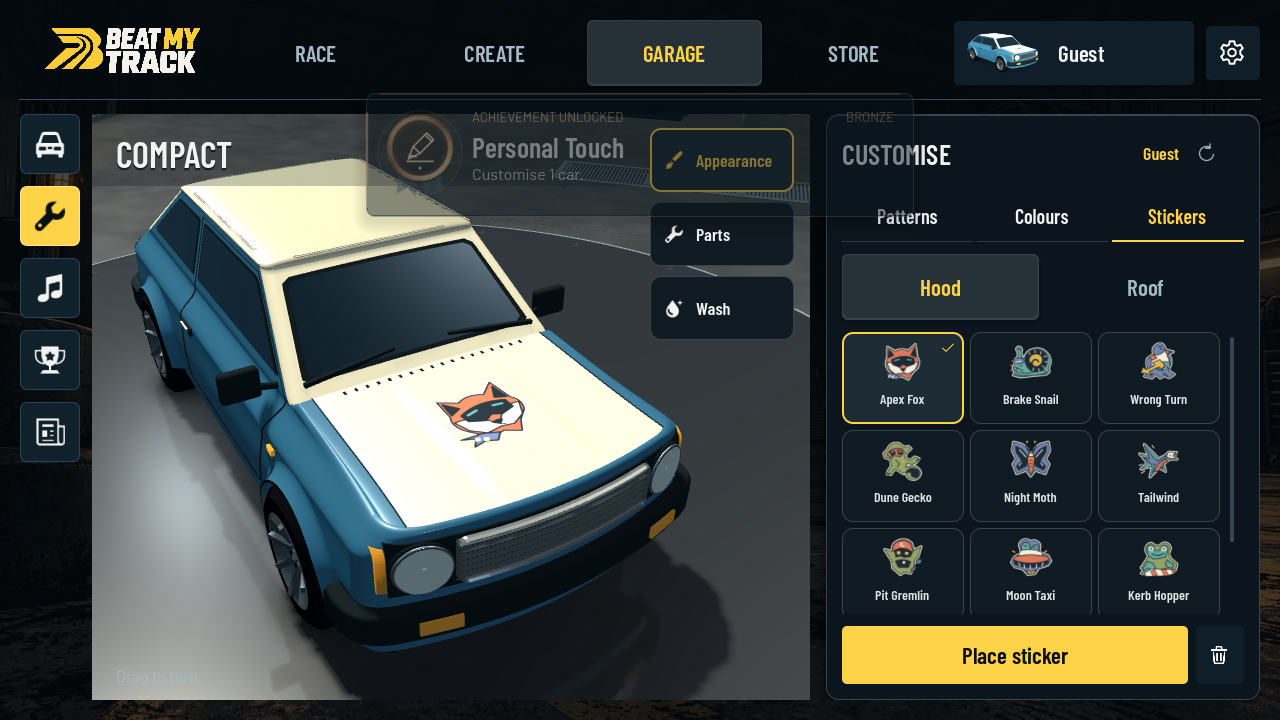 BEAT MY
TRACK
RACE
CREATE
GARAGE
STORE
Guest
ACHIEVEMENT UNLOCKED
BRONZE
Personal Touch
Customise 1 car.
COMPACT
Appearance
Parts
Wash
Drag to turn
CUSTOMISE
Guest
Patterns
Colours
Stickers
Hood
Roof
Apex Fox
Brake Snail
Wrong Turn
Dune Gecko
Night Moth
Tailwind
Pit Gremlin
Moon Taxi
Kerb Hopper
Place sticker